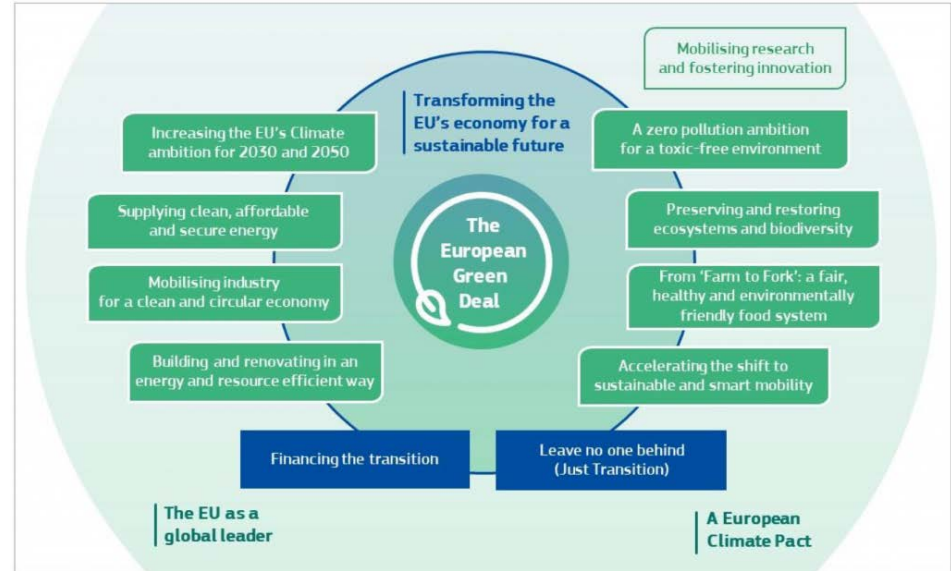 Mobilising research
and fostering innovation
Transforming the
EU's economy for a
sustainable future
Increasing the EU's Climate
ambition for 2030 and 2050
A zero pollution ambition
for a toxic-free environment
Supplying clean, affordable
and secure energy
Preserving and restoring
ecosystems and biodiversity
The
European
Green
Deal
Mobilising industry
for a clean and circular economy
From 'Farm to Fork': a fair,
healthy and environmentally
friendly food system
Building and renovating in an
energy and resource efficient way
Accelerating the shift to
sustainable and smart mobility
Financing the transition
Leave no one behind
(Just Transition)
The EU as a
global leader
A European
Climate Pact